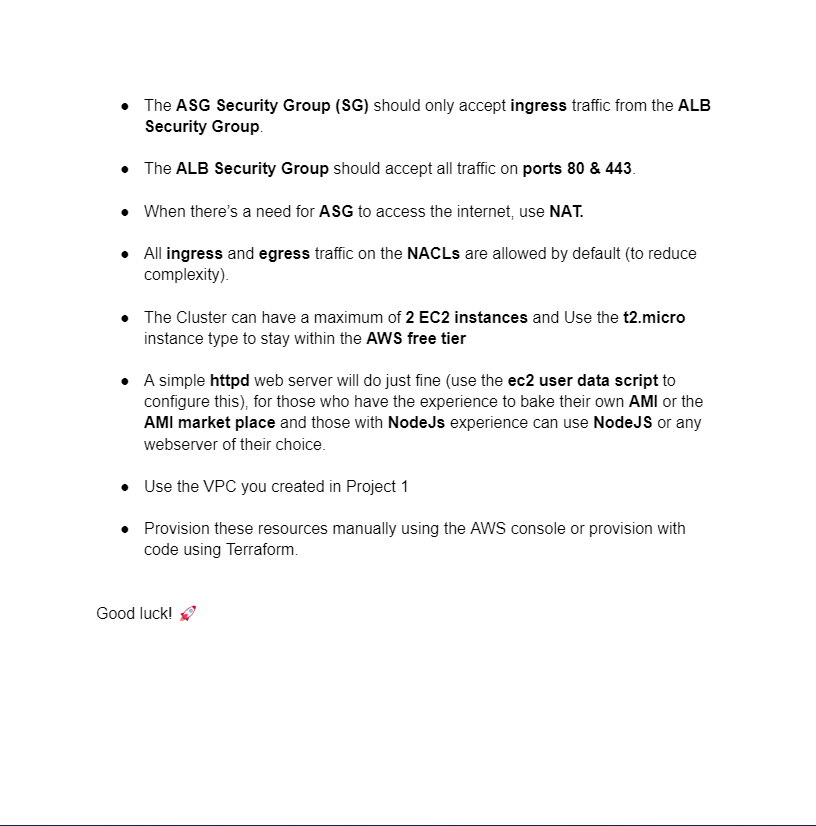 ● The ASG Security Group (SG) should only accept ingress traffic from the ALB
Security Group.
● The ALB Security Group should accept all traffic on ports 80 & 443.
● When there's a need for ASG to access the internet, use NAT.
● All ingress and egress traffic on the NACLs are allowed by default (to reduce
complexity).
● The Cluster can have a maximum of 2 EC2 instances and Use the t2.micro
instance type to stay within the AWS free tier
● A simple httpd web server will do just fine (use the ec2 user data script to
configure this), for those who have the experience to bake their own AMI or the
AMI market place and those with NodeJs experience can use NodeJS or any
webserver of their choice.
● Use the VPC you created in Project 1
● Provision these resources manually using the AWS console or provision with
code using Terraform.
Good luck! 🚀